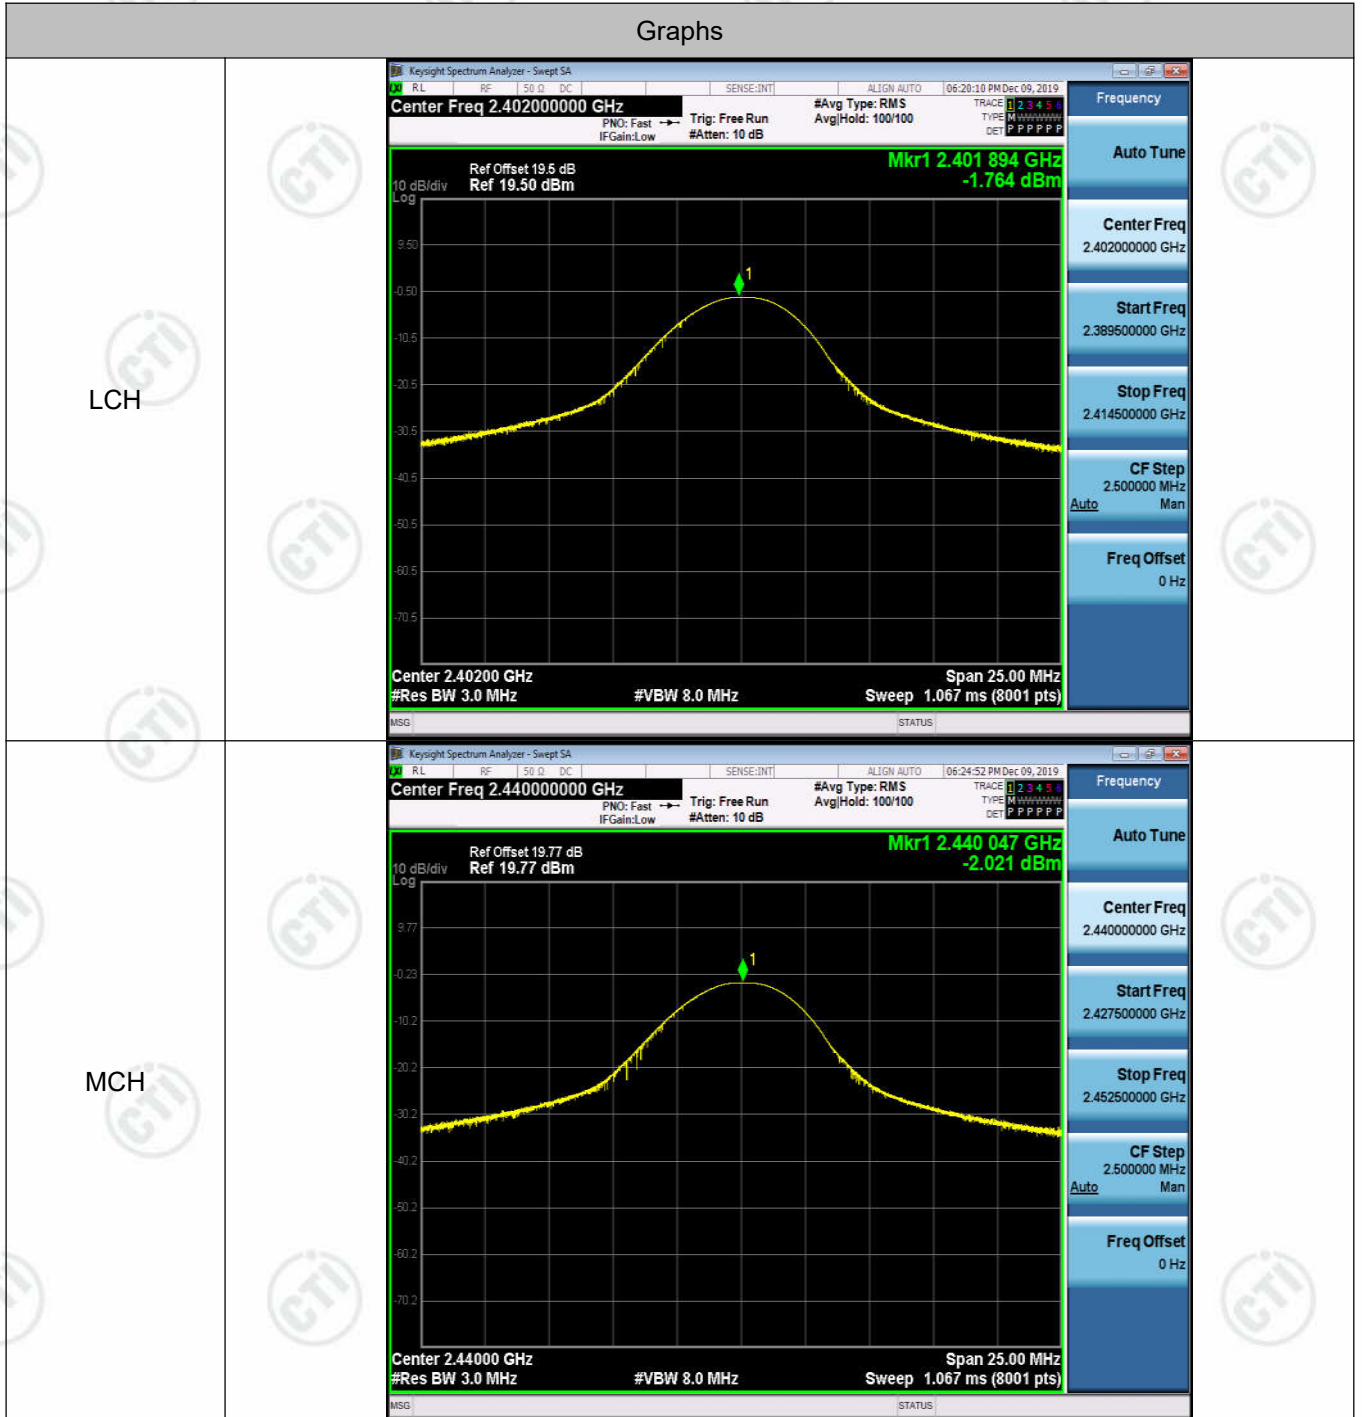 Graphs
LCH
Keysight Spectrum Analyzer - Swept SA
RL RF 50 Ω DC SENSE:INT ALIGN AUTO 06:20:10 PM Dec 09, 2019
Center Freq 2.402000000 GHz
PNO: Fast
IFGain:Low
Trig: Free Run
#Atten: 10 dB
#Avg Type: RMS
Avg|Hold: 100/100
TRACE 1 2 3 4 5 6
TYPE M WWWWW
DET P P P P P P
Mkr1 2.401 894 GHz
-1.764 dBm
Ref Offset 19.5 dB
10 dB/div Ref 19.50 dBm
Log
9.50
-0.50
-10.5
-20.5
-30.5
-40.5
-50.5
-60.5
-70.5
1
Center 2.40200 GHz Span 25.00 MHz
#Res BW 3.0 MHz #VBW 8.0 MHz Sweep 1.067 ms (8001 pts)
MSG STATUS
Frequency
Auto Tune
Center Freq
2.402000000 GHz
Start Freq
2.389500000 GHz
Stop Freq
2.414500000 GHz
CF Step
2.500000 MHz
Auto Man
Freq Offset
0 Hz
MCH
Keysight Spectrum Analyzer - Swept SA
RL RF 50 Ω DC SENSE:INT ALIGN AUTO 06:24:52 PM Dec 09, 2019
Center Freq 2.440000000 GHz
PNO: Fast
IFGain:Low
Trig: Free Run
#Atten: 10 dB
#Avg Type: RMS
Avg|Hold: 100/100
TRACE 1 2 3 4 5 6
TYPE M WWWWW
DET P P P P P P
Mkr1 2.440 047 GHz
-2.021 dBm
Ref Offset 19.77 dB
10 dB/div Ref 19.77 dBm
Log
9.77
-0.23
-10.2
-20.2
-30.2
-40.2
-50.2
-60.2
-70.2
1
Center 2.44000 GHz Span 25.00 MHz
#Res BW 3.0 MHz #VBW 8.0 MHz Sweep 1.067 ms (8001 pts)
MSG STATUS
Frequency
Auto Tune
Center Freq
2.440000000 GHz
Start Freq
2.427500000 GHz
Stop Freq
2.452500000 GHz
CF Step
2.500000 MHz
Auto Man
Freq Offset
0 Hz
CTI